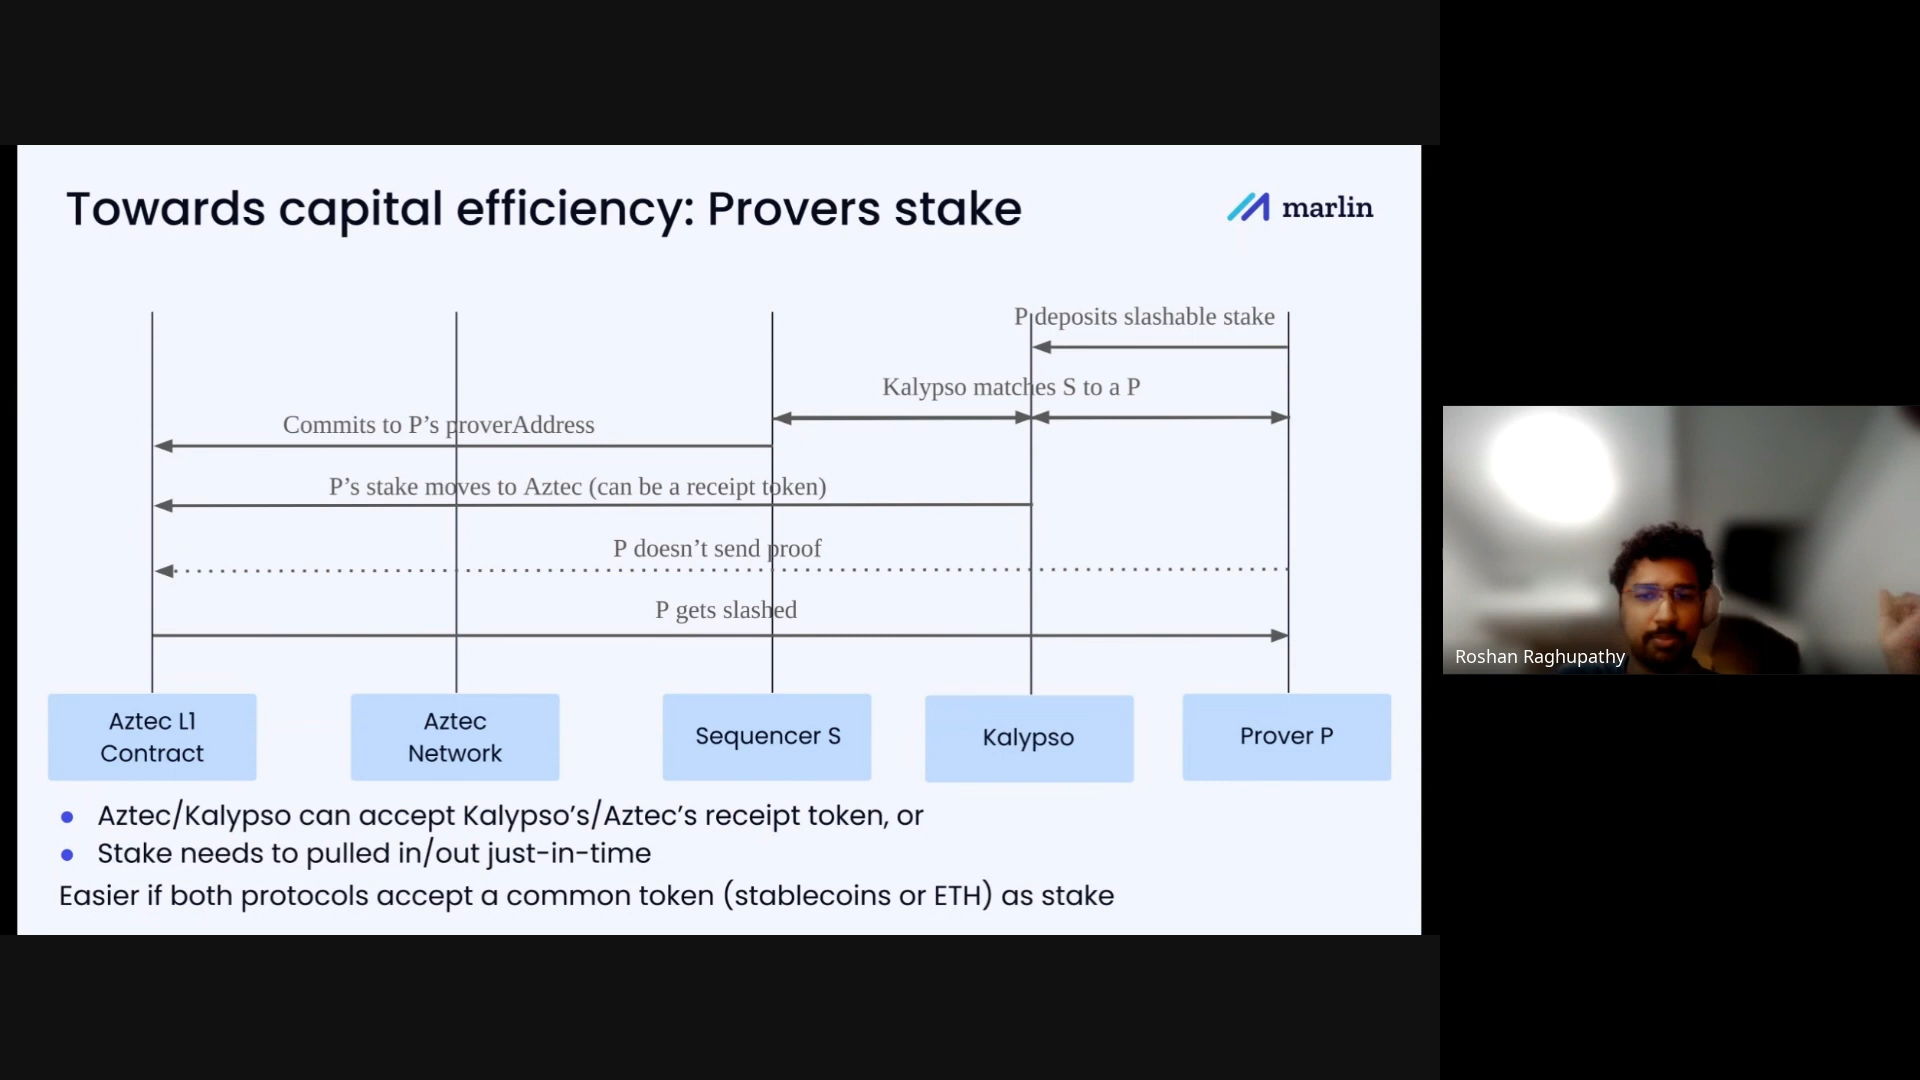 Towards capital efficiency: Provers stake
marlin
P deposits slashable stake
Kalypso matches S to a P
Commits to P's proverAddress
P's stake moves to Aztec (can be a receipt token)
P doesn't send proof
P gets slashed
Aztec L1
Contract
Aztec
Network
Sequencer S
Kalypso
Prover P
Aztec/Kalypso can accept Kalypso's/Aztec's receipt token, or
Stake needs to pulled in/out just-in-time
Easier if both protocols accept a common token (stablecoins or ETH) as stake
Roshan Raghupathy